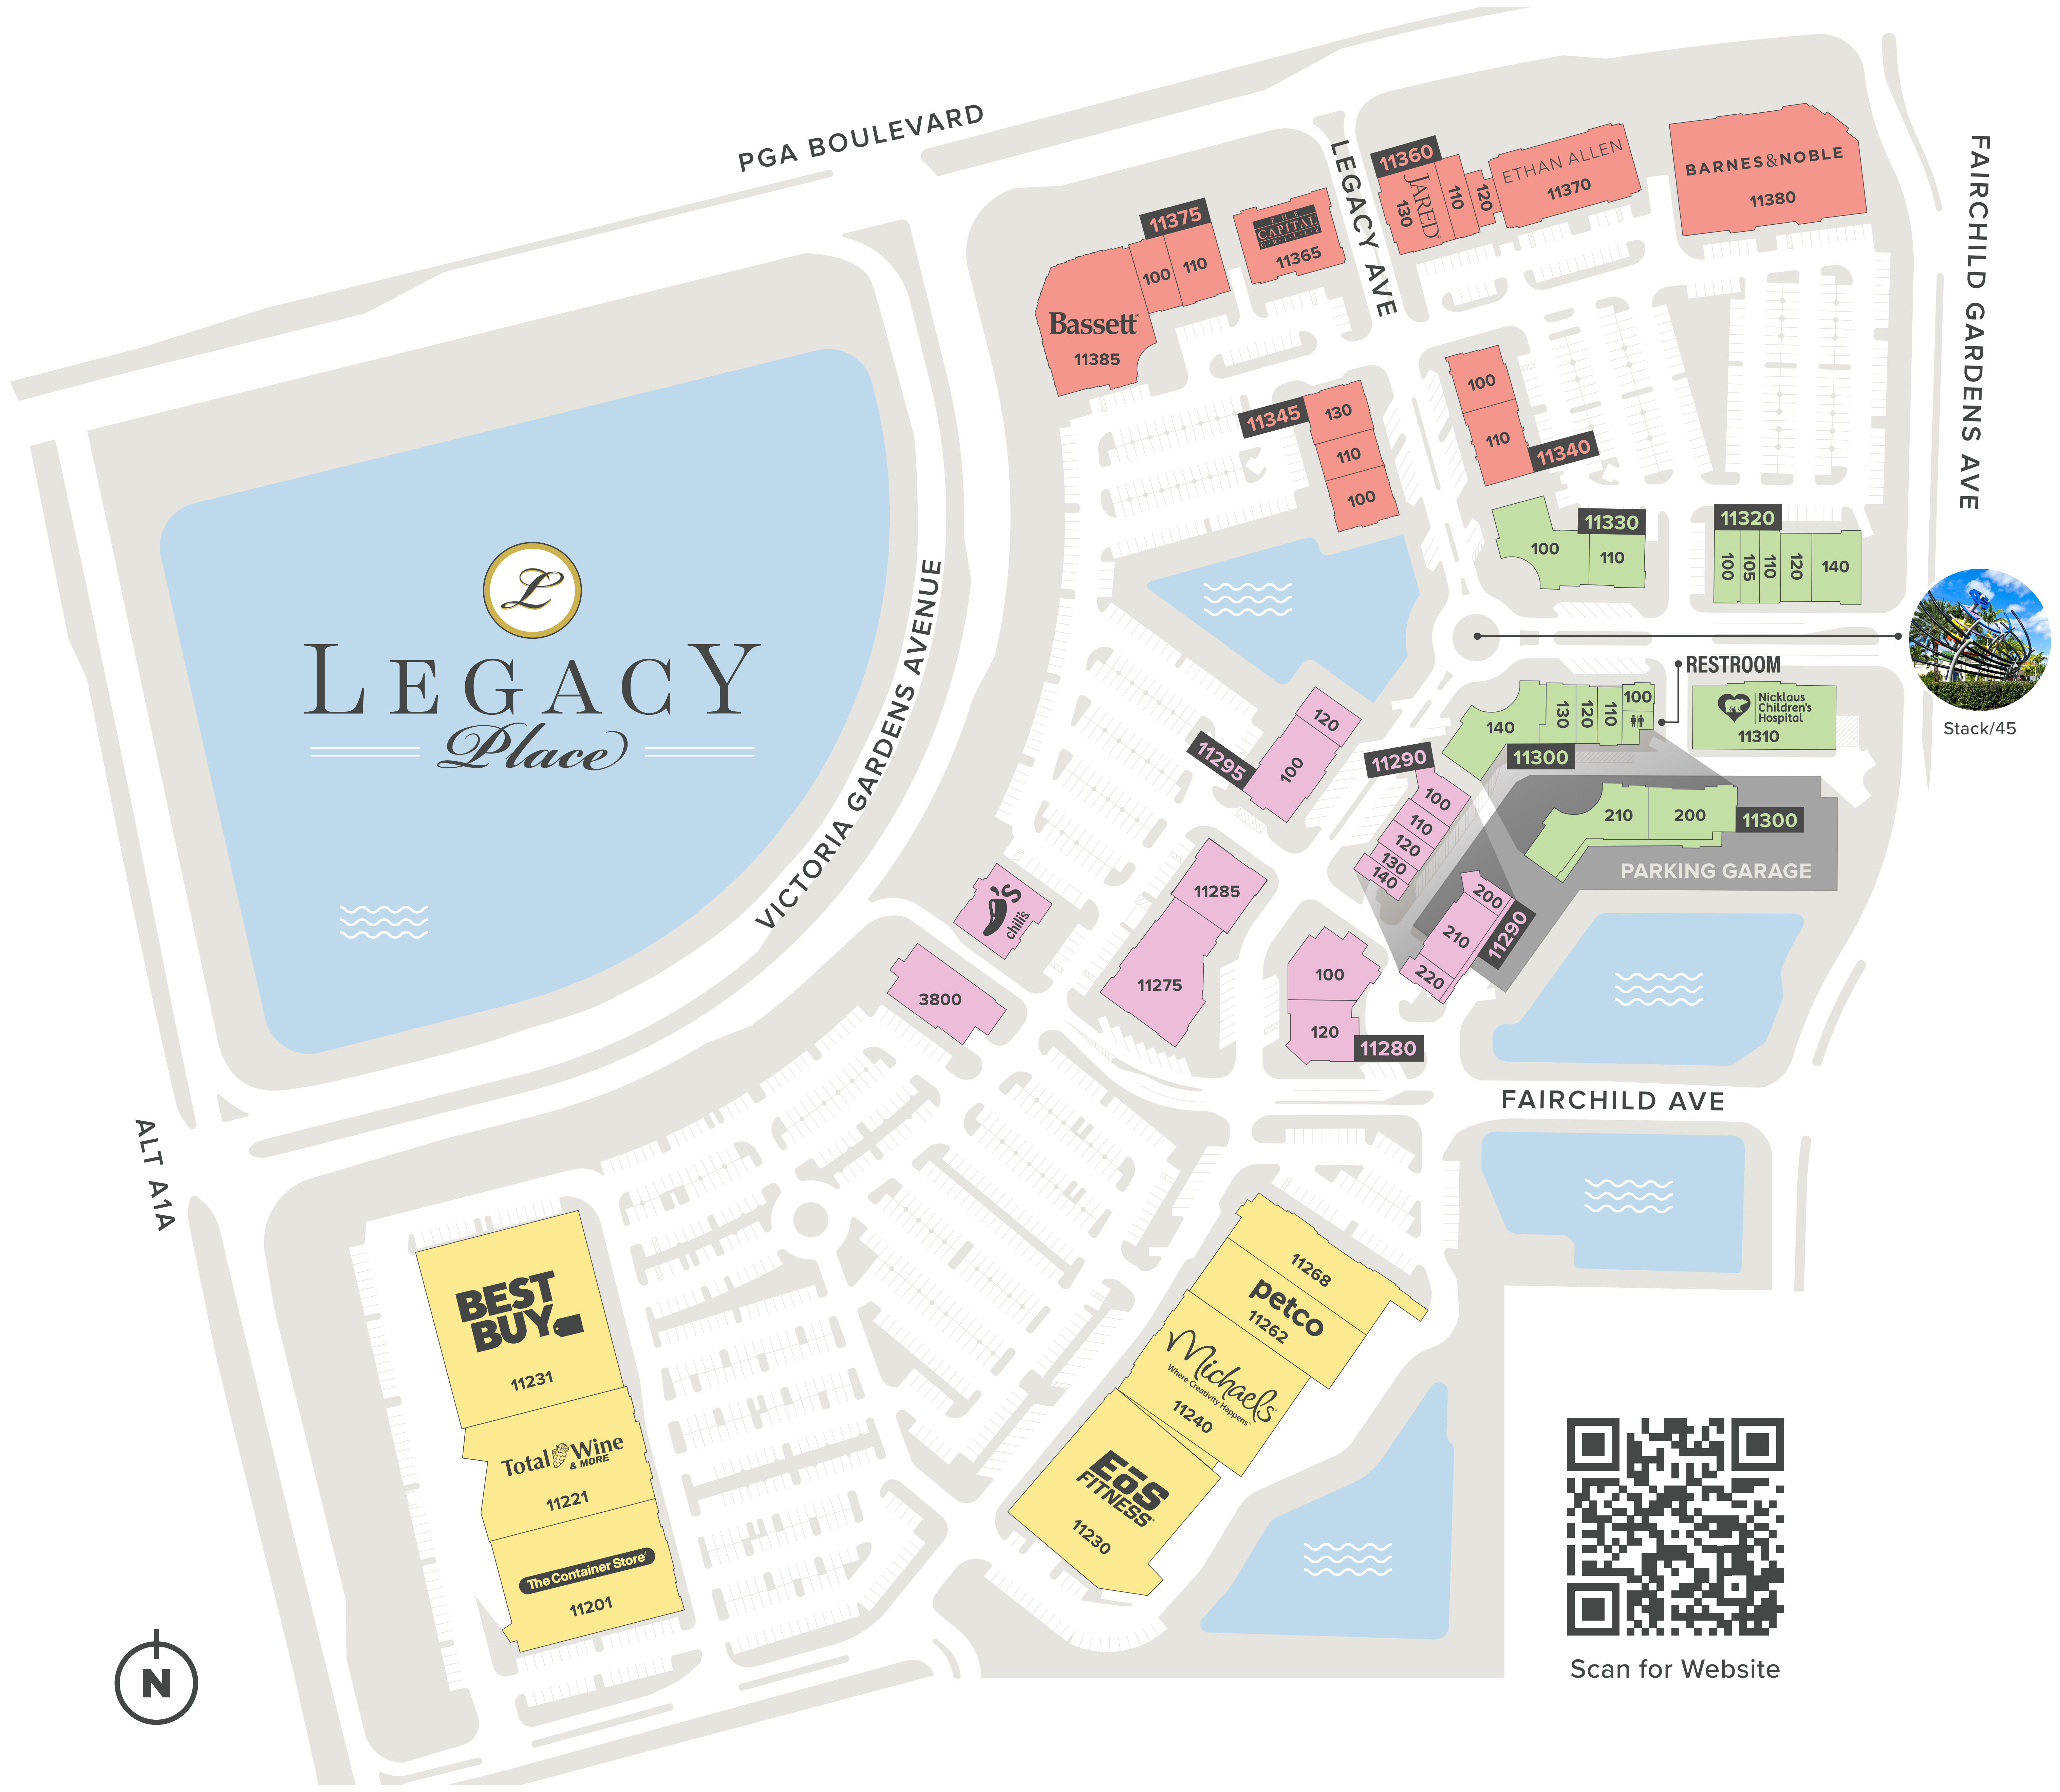 PGA BOULEVARD
LEGACY AVE
FAIRCHILD GARDENS AVE
11360
JARED
130
110
120
ETHAN ALLEN
11370
BARNES&NOBLE
11380
11375
100
110
THE
CAPITAL
GRILLE
11365
Bassett
11385
11345
130
110
100
100
110
11340
11330
100
110
11320
100
105
110
120
140
L
LEGACY
Place
VICTORIA GARDENS AVENUE
Stack/45
RESTROOM
140
130
120
110
100
11300
Nicklaus
Children's
Hospital
11310
120
100
11295
11290
100
110
120
130
140
210
200
11300
PARKING GARAGE
200
210
220
11290
chili's
3800
11285
11275
100
120
11280
FAIRCHILD AVE
ALT A1A
BEST
BUY
11231
Total Wine
& MORE
11221
The Container Store
11201
11268
petco
11262
Michaels
Where Creativity Happens
11240
EōS
FITNESS
11230
N
Scan for Website